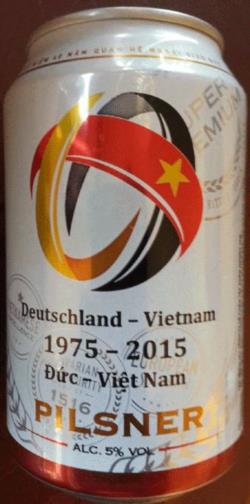 SUPER
PREMIUM
Deutschland – Vietnam
1975 – 2015
Đức – Việt Nam
1516
PILSNER
ALC. 5% VOL